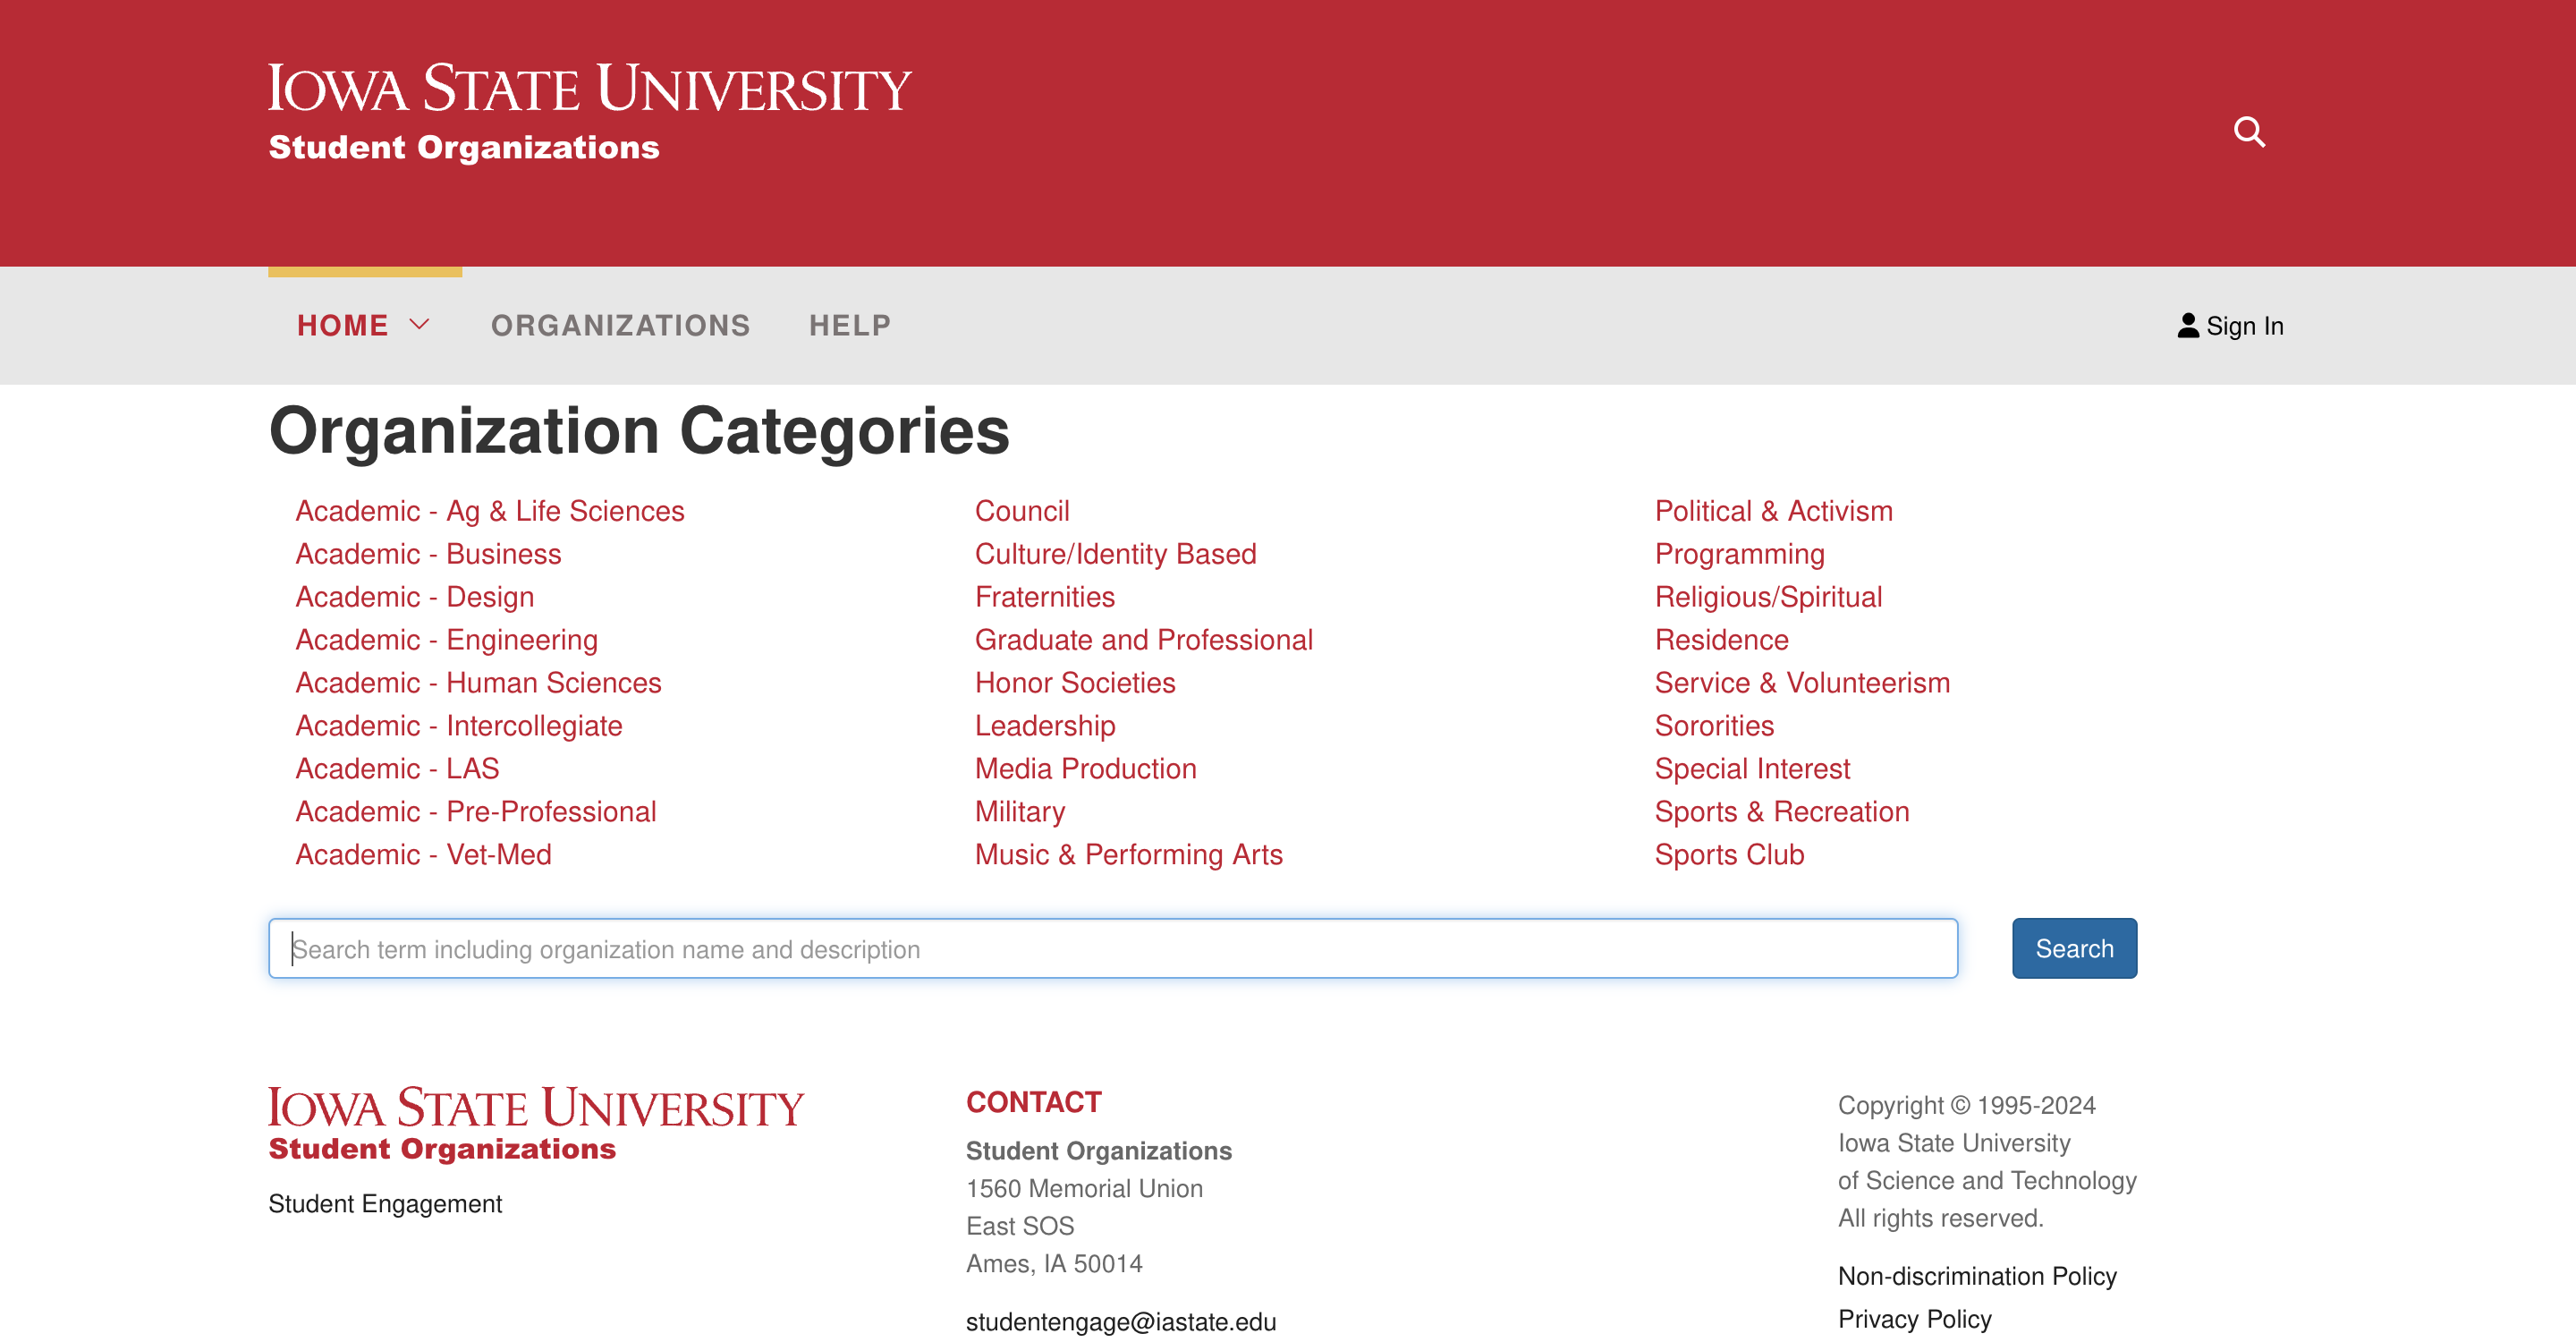 IOWA STATE UNIVERSITY
Student Organizations
HOME ORGANIZATIONS HELP Sign In
Organization Categories
Academic - Ag & Life Sciences
Academic - Business
Academic - Design
Academic - Engineering
Academic - Human Sciences
Academic - Intercollegiate
Academic - LAS
Academic - Pre-Professional
Academic - Vet-Med
Council
Culture/Identity Based
Fraternities
Graduate and Professional
Honor Societies
Leadership
Media Production
Military
Music & Performing Arts
Political & Activism
Programming
Religious/Spiritual
Residence
Service & Volunteerism
Sororities
Special Interest
Sports & Recreation
Sports Club
Search term including organization name and description
Search
IOWA STATE UNIVERSITY
Student Organizations
Student Engagement
CONTACT
Student Organizations
1560 Memorial Union
East SOS
Ames, IA 50014
studentengage@iastate.edu
Copyright © 1995-2024
Iowa State University
of Science and Technology
All rights reserved.
Non-discrimination Policy
Privacy Policy